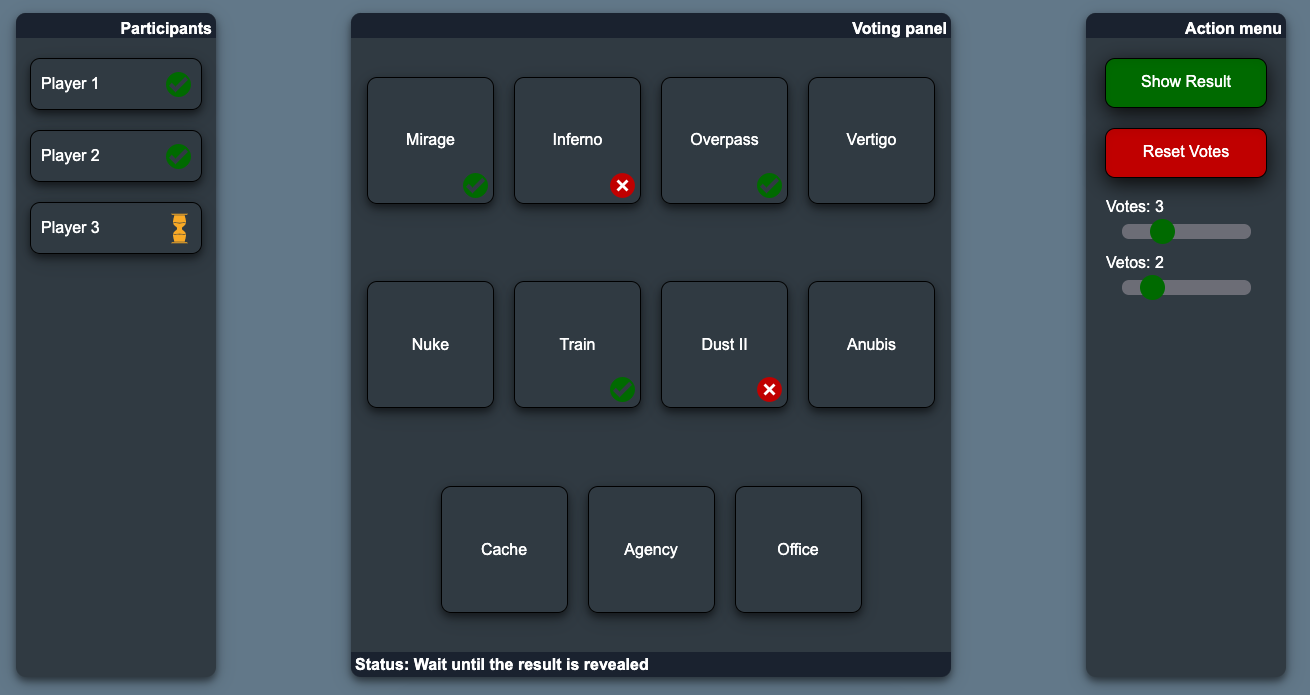 Participants
Player 1
Player 2
Player 3
Voting panel
Mirage
Inferno
Overpass
Vertigo
Nuke
Train
Dust II
Anubis
Cache
Agency
Office
Status: Wait until the result is revealed
Action menu
Show Result
Reset Votes
Votes: 3
Vetos: 2